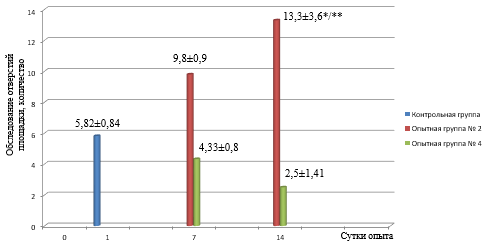 14
12
10
8
6
4
2
0
Обследование отверстий
площадки, количество
5,82±0,84
9,8±0,9
4,33±0,8
13,3±3,6*/**
2,5±1,41
0 1 7 14
Сутки опыта
Контрольная группа
Опытная группа № 2
Опытная группа № 4